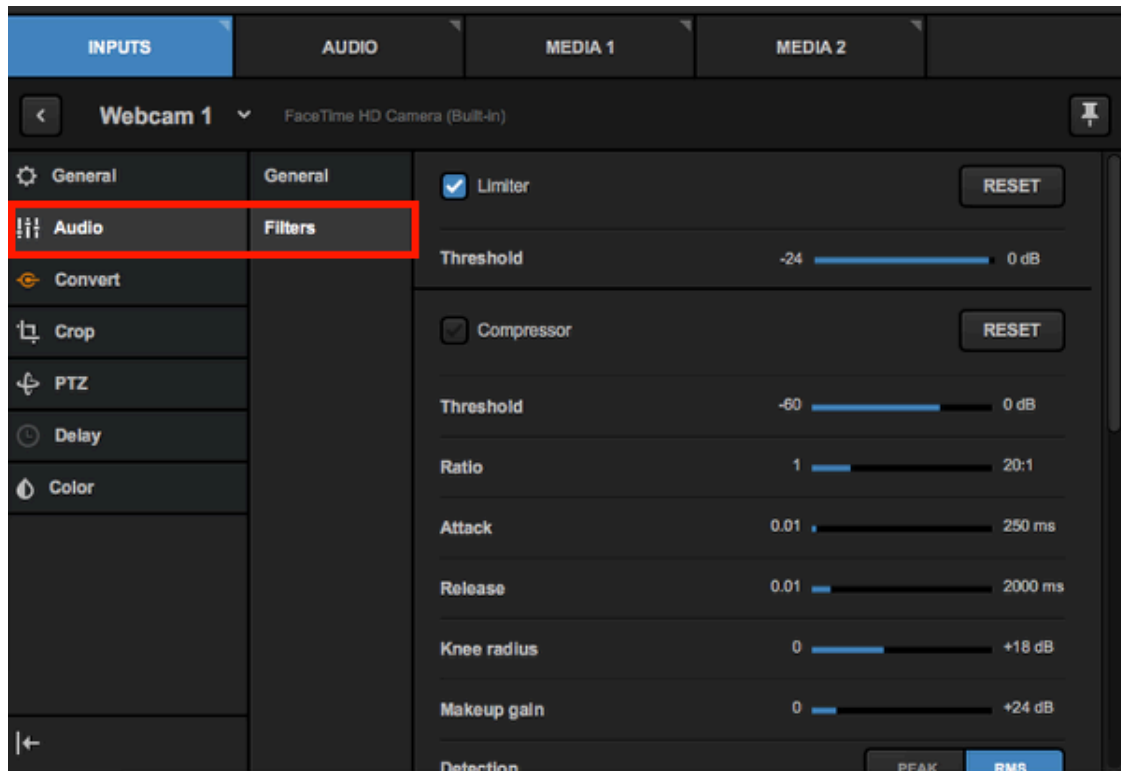 INPUTS AUDIO MEDIA 1 MEDIA 2
Webcam 1 FaceTime HD Camera (Built-in)
General General Limiter RESET
Audio Filters
Threshold -24 0 dB
Convert
Crop Compressor RESET
PTZ
Threshold -60 0 dB
Delay
Ratio 1 20:1
Color
Attack 0.01 250 ms
Release 0.01 2000 ms
Knee radius 0 +18 dB
Makeup gain 0 +24 dB
Detection PEAK RMS